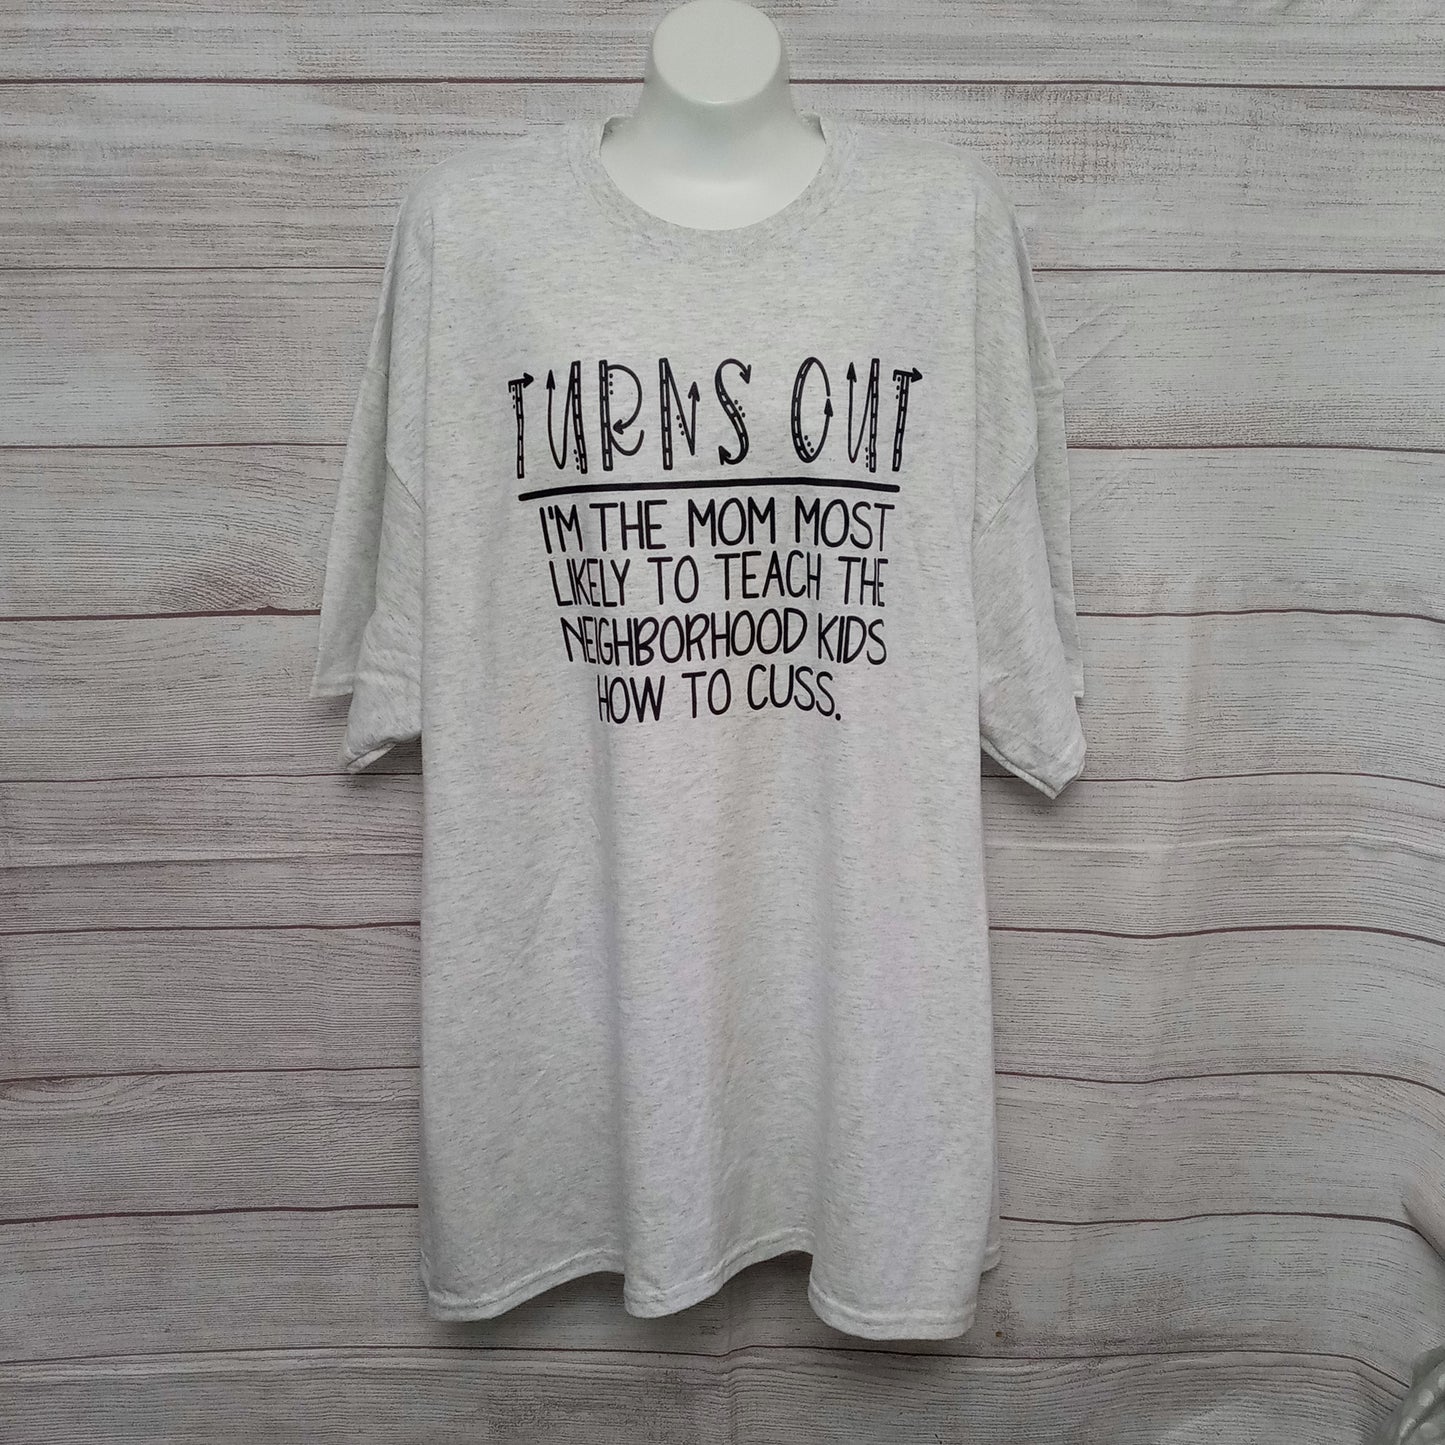 TURNS OUT
I'M THE MOM MOST
LIKELY TO TEACH THE
NEIGHBORHOOD KIDS
HOW TO CUSS.